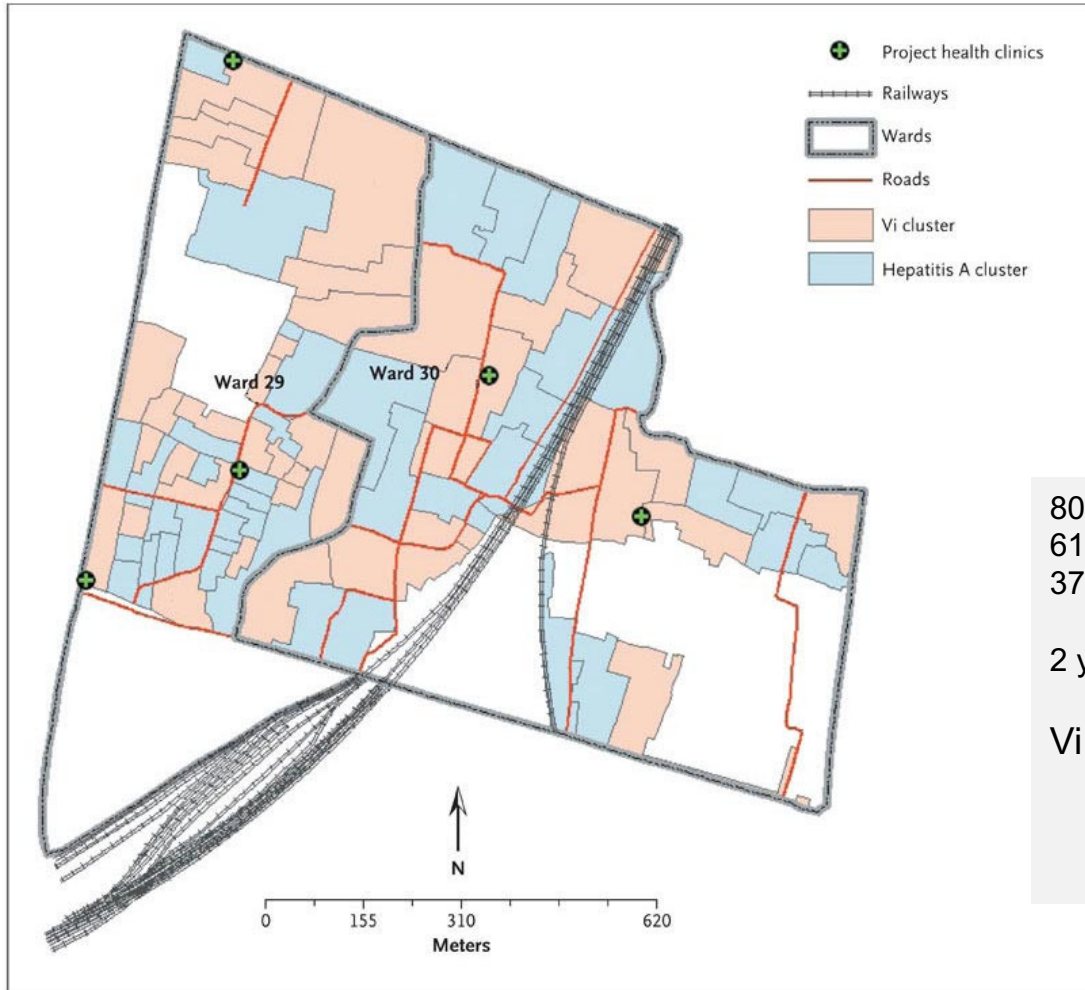 Project health clinics
Railways
Wards
Roads
Vi cluster
Hepatitis A cluster
Ward 29
Ward 30
80
61
37
2 y
Vi
N
0 155 310 620
Meters